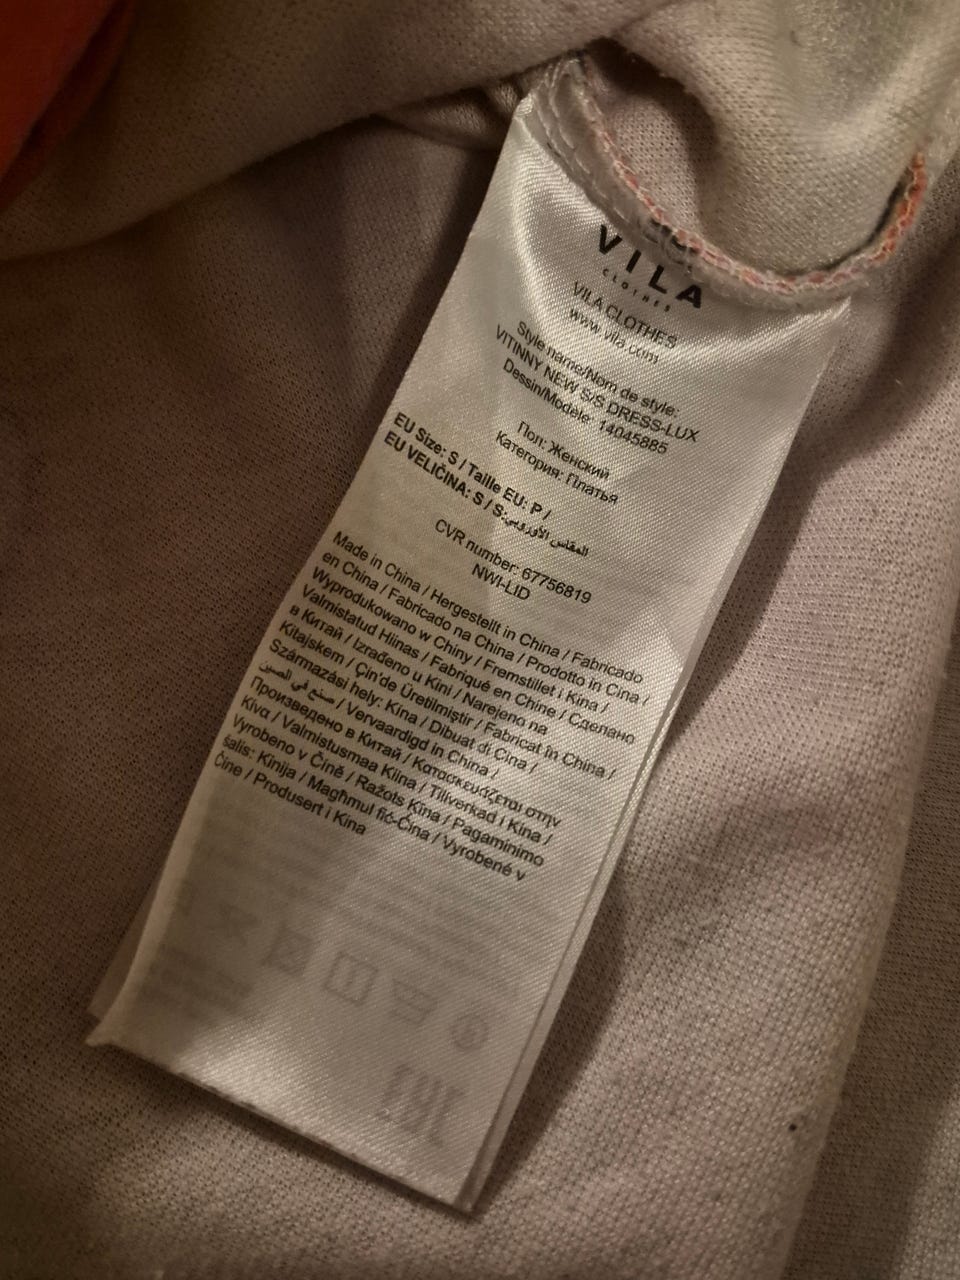 VILA
CLOTHES
VILA CLOTHES
www.vila.com
Style name/Nom de style:
VITINNY NEW S/S DRESS-LUX
Dessin/Modèle: 14045885
Пол: Женский
Категория: Платья
EU Size: S / Taille EU: P /
EU VELIČINA: S / S:المقاس الأوروبي
CVR number: 67756819
NWI-LID
Made in China / Hergestellt in China / Fabricado
en China / Fabricado na China / Prodotto in Cina /
Wyprodukowano w Chiny / Fremstillet i Kina /
Valmistatud Hiinas / Fabriqué en Chine / Сделано
в Китай / Izrađeno u Kini / Narejeno na
Kitajskem / Çin'de Üretilmiştir / Fabricat în China /
Származási hely: Kína / Dibuat di Cina /
صنع في الصين / Vervaardigd in China /
Произведено в Китай / Κατασκευάζεται στην
Κίνα / Valmistusmaa Kiina / Tillverkad i Kina /
Vyrobeno v Číně / Ražots Ķīna / Pagaminimo
šalis: Kinija / Magħmul fiċ-Ċina / Vyrobené v
Číne / Produsert i Kina